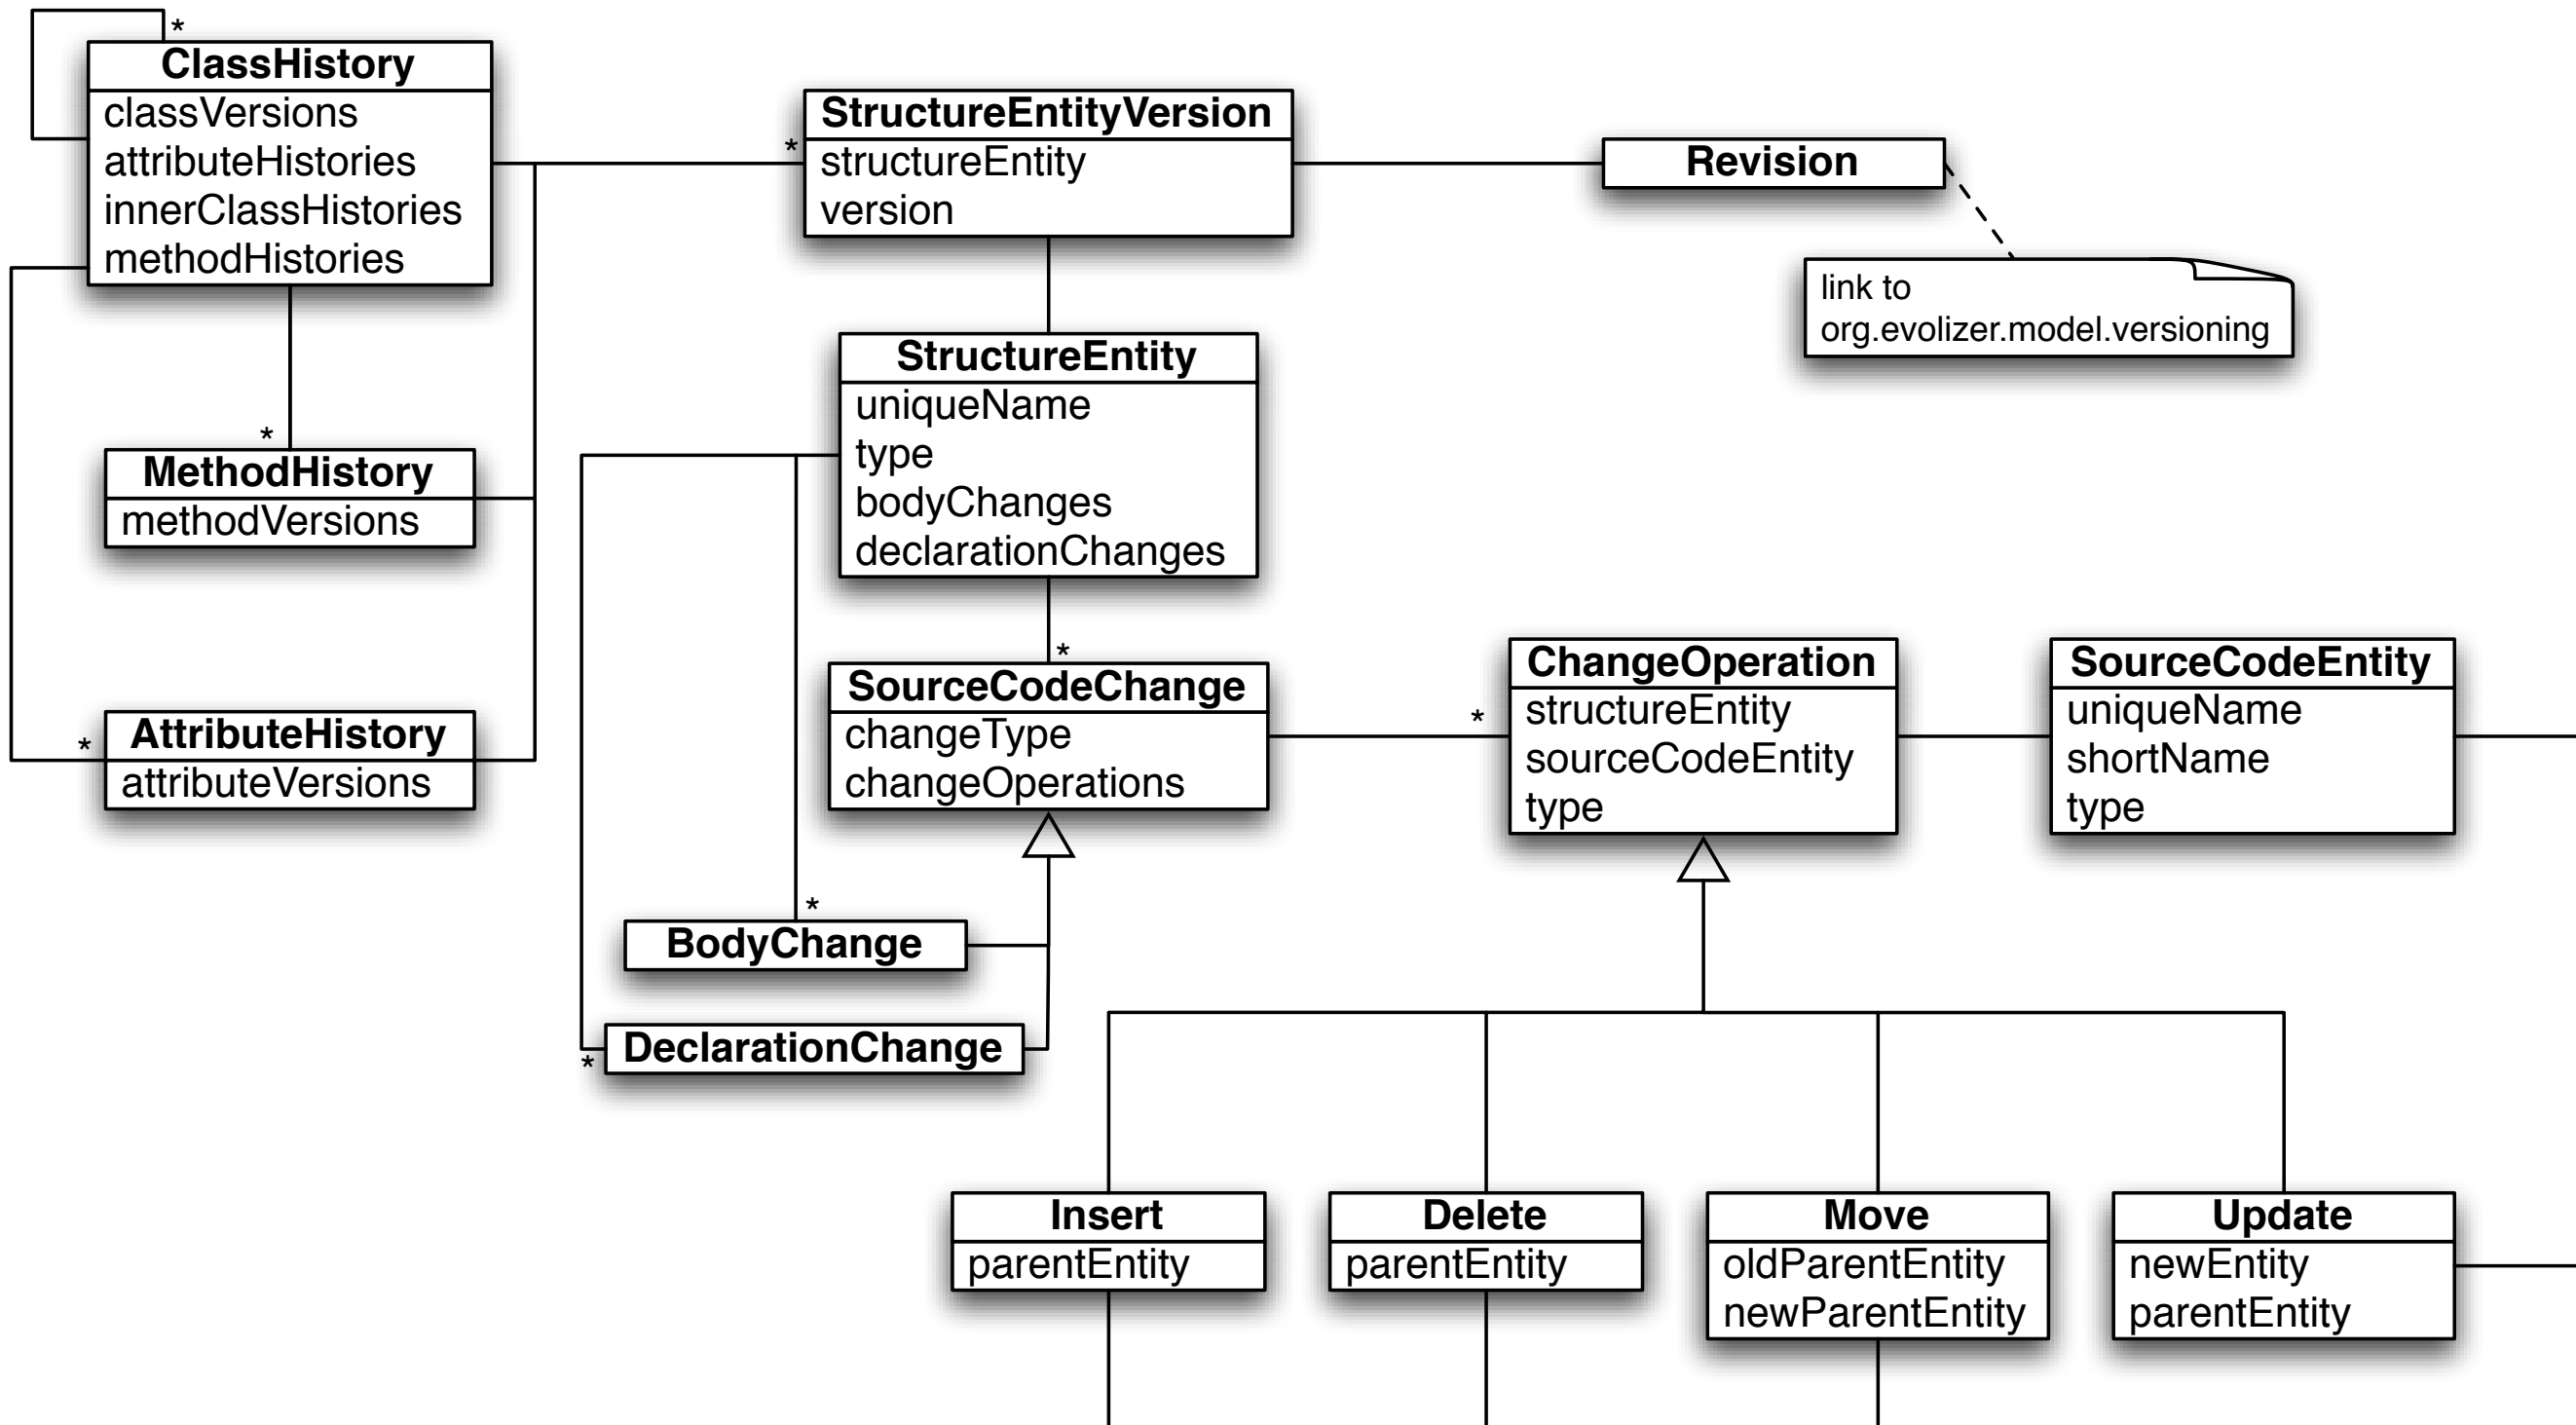 *
ClassHistory
classVersions
attributeHistories
innerClassHistories
methodHistories
*
StructureEntityVersion
structureEntity
version
Revision
link to
org.evolizer.model.versioning
StructureEntity
uniqueName
type
bodyChanges
declarationChanges
*
MethodHistory
methodVersions
*
AttributeHistory
attributeVersions
*
SourceCodeChange
changeType
changeOperations
*
ChangeOperation
structureEntity
sourceCodeEntity
type
SourceCodeEntity
uniqueName
shortName
type
*
BodyChange
*
DeclarationChange
Insert
parentEntity
Delete
parentEntity
Move
oldParentEntity
newParentEntity
Update
newEntity
parentEntity